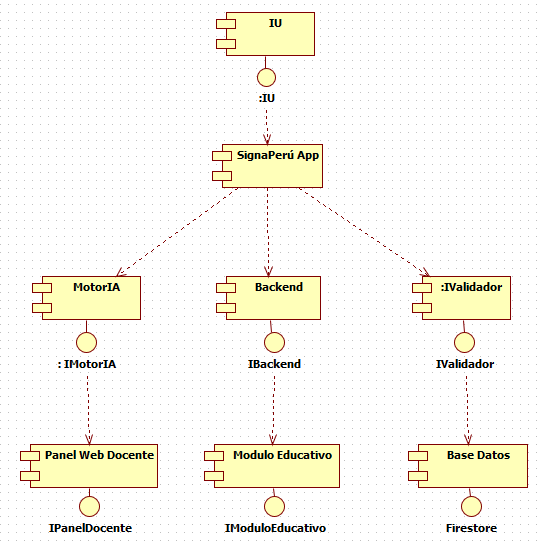 IU
:IU
SignaPerú App
MotorIA
Backend
:IValidador
: IMotorIA
IBackend
IValidador
Panel Web Docente
Modulo Educativo
Base Datos
IPanelDocente
IModuloEducativo
Firestore